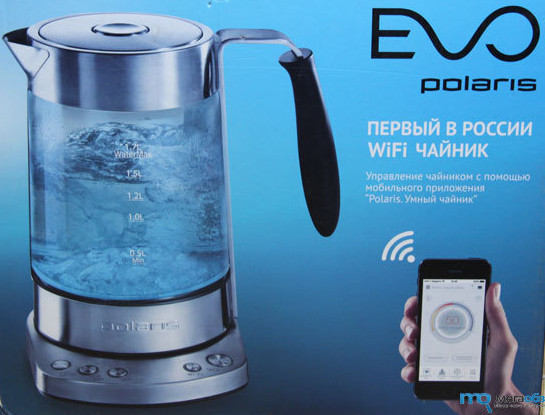 EVO
polaris
ПЕРВЫЙ В РОССИИ
WiFi ЧАЙНИК
Управление чайником с помощью
мобильного приложения
"Polaris. Умный чайник"
1.7L
WaterMax
1.5L
1.2L
1.0L
0.5L
Min
polaris